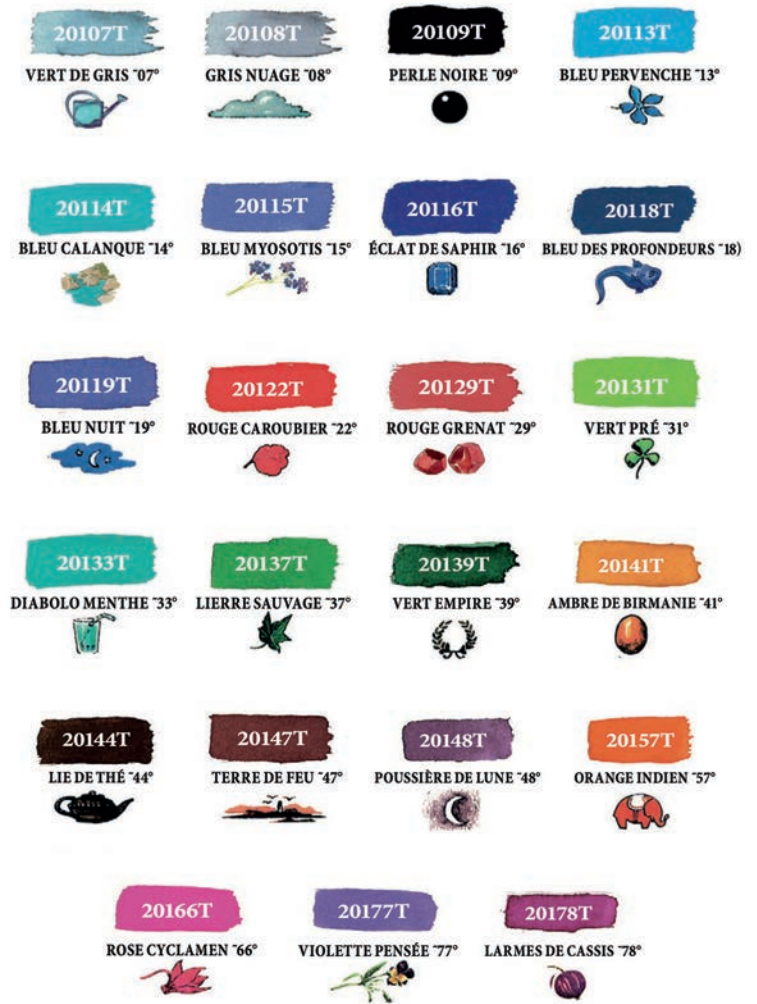 20107T 20108T 20109T 20113T
VERT DE GRIS ˜07° GRIS NUAGE ˜08° PERLE NOIRE ˜09° BLEU PERVENCHE ˜13°
20114T 20115T 20116T 20118T
BLEU CALANQUE ˜14° BLEU MYOSOTIS ˜15° ÉCLAT DE SAPHIR ˜16° BLEU DES PROFONDEURS ˜18)
20119T 20122T 20129T 20131T
BLEU NUIT ˜19° ROUGE CAROUBIER ˜22° ROUGE GRENAT ˜29° VERT PRÉ ˜31°
20133T 20137T 20139T 20141T
DIABOLO MENTHE ˜33° LIERRE SAUVAGE ˜37° VERT EMPIRE ˜39° AMBRE DE BIRMANIE ˜41°
20144T 20147T 20148T 20157T
LIE DE THÉ ˜44° TERRE DE FEU ˜47° POUSSIÈRE DE LUNE ˜48° ORANGE INDIEN ˜57°
20166T 20177T 20178T
ROSE CYCLAMEN ˜66° VIOLETTE PENSÉE ˜77° LARMES DE CASSIS ˜78°